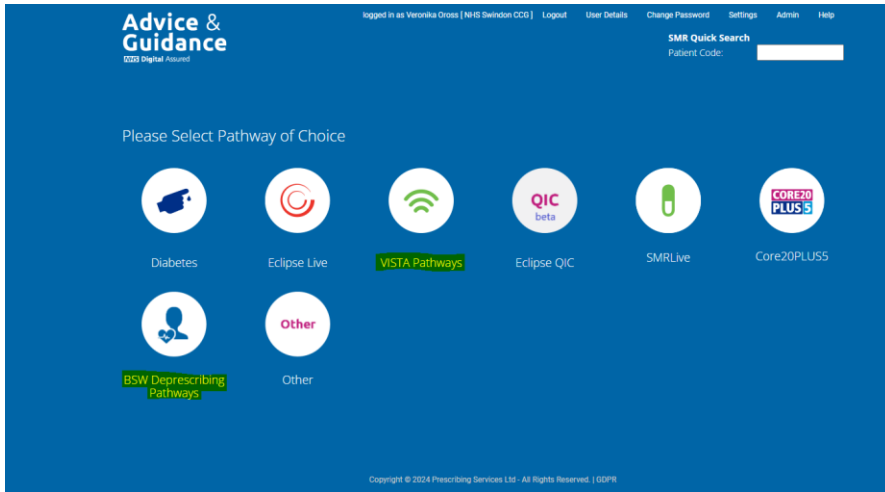 Advice &
Guidance
NHS Digital Assured
logged in as Veronika Oross [ NHS Swindon CCG ] Logout User Details Change Password Settings Admin Help
SMR Quick Search
Patient Code:
Please Select Pathway of Choice
QIC
beta
CORE20
PLUS 5
Diabetes Eclipse Live VISTA Pathways Eclipse QIC SMRLive Core20PLUS5
Other
BSW Deprescribing
Pathways
Other
Copyright © 2024 Prescribing Services Ltd - All Rights Reserved. | GDPR